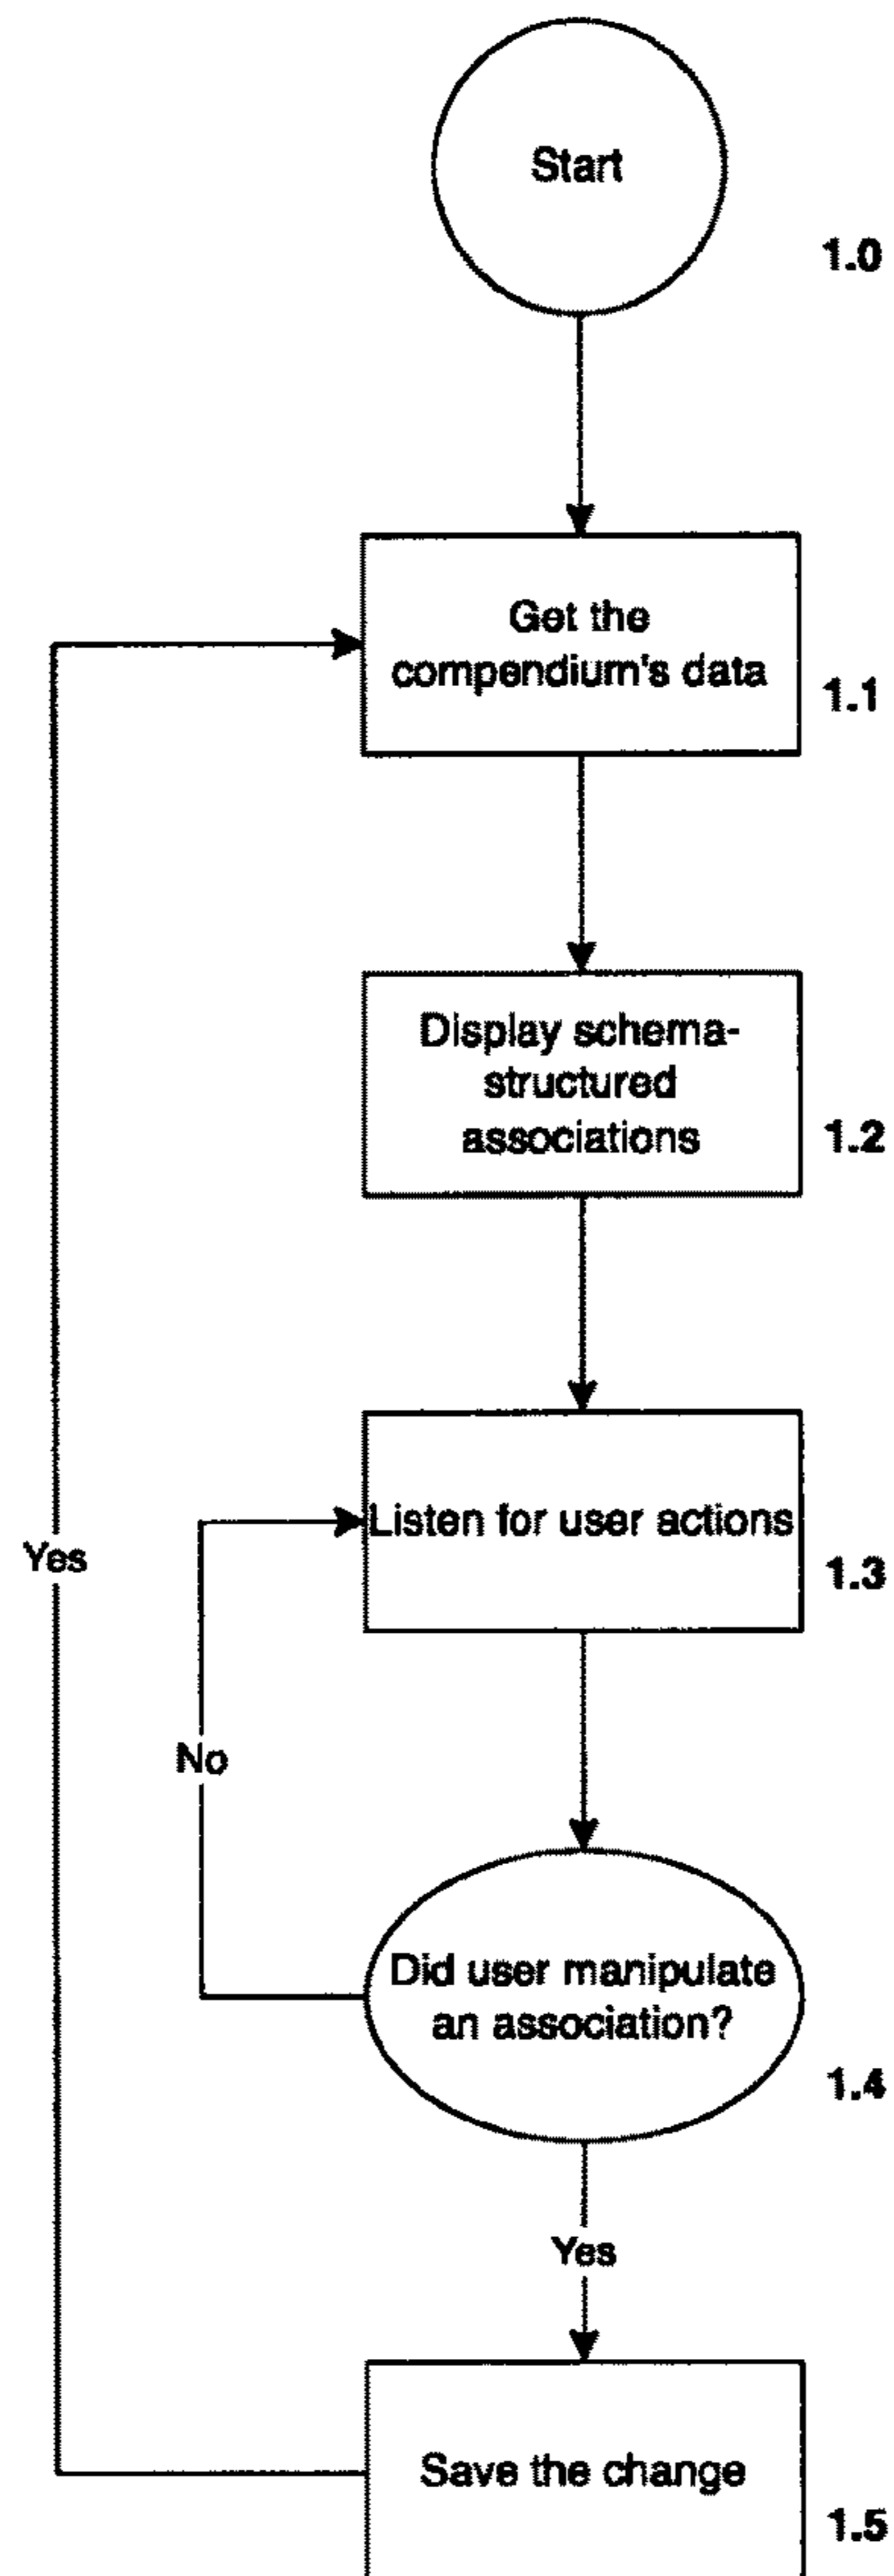 Start
1.0
Get the
compendium's data
1.1
Display schema-
structured
associations
1.2
Listen for user actions
1.3
Yes
No
Did user manipulate
an association?
1.4
Yes
Save the change
1.5